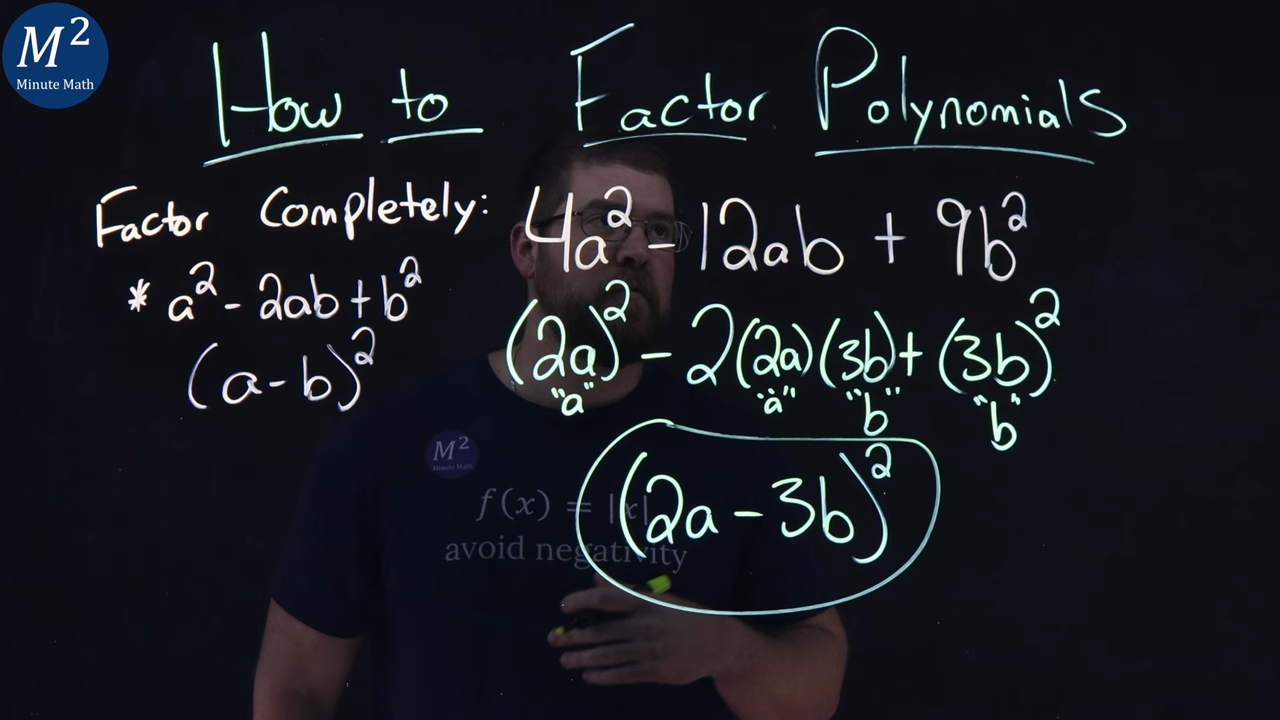 M²
Minute Math
How to Factor Polynomials
Factor Completely: 4a² - 12ab + 9b²
* a² - 2ab + b²
(a - b)²
(2a)² - 2(2a)(3b) + (3b)²
"a" "a" "b" "b"
(2a - 3b)²
M²
Minute Math
f(x) = |x|
avoid negativity